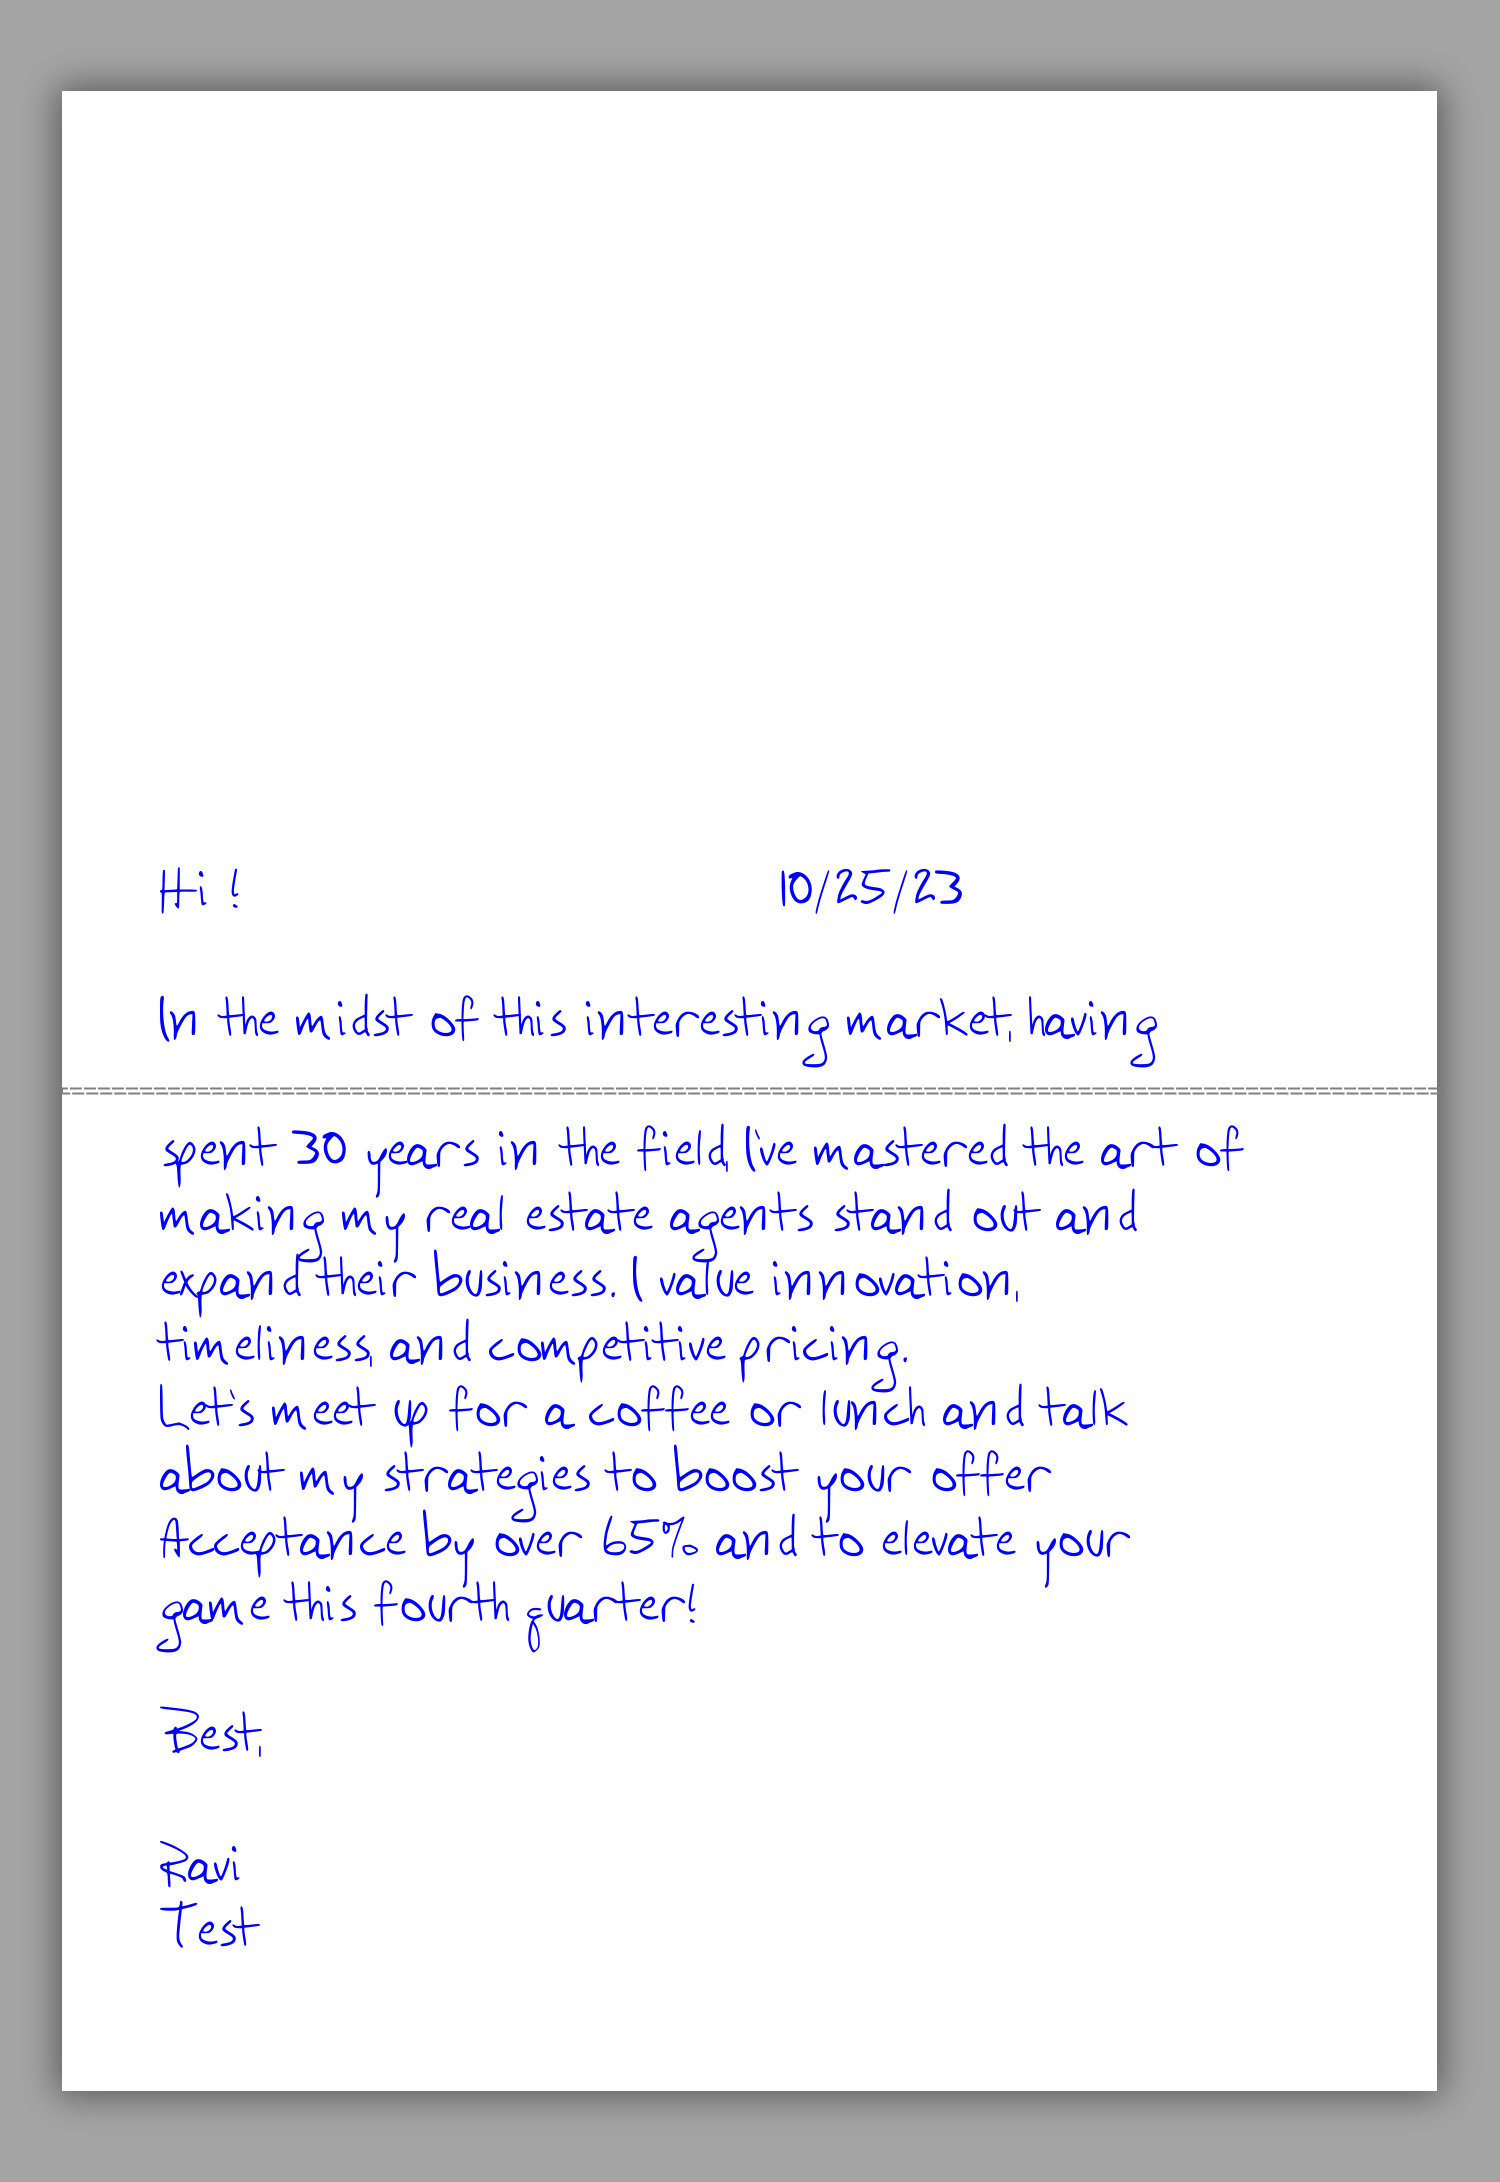 Hi ! 10/25/23
In the midst of this interesting market, having
spent 30 years in the field, I've mastered the art of
making my real estate agents stand out and
expand their business. I value innovation,
timeliness, and competitive pricing.
Let's meet up for a coffee or lunch and talk
about my strategies to boost your offer
Acceptance by over 65% and to elevate your
game this fourth quarter!
Best,
Ravi
Test